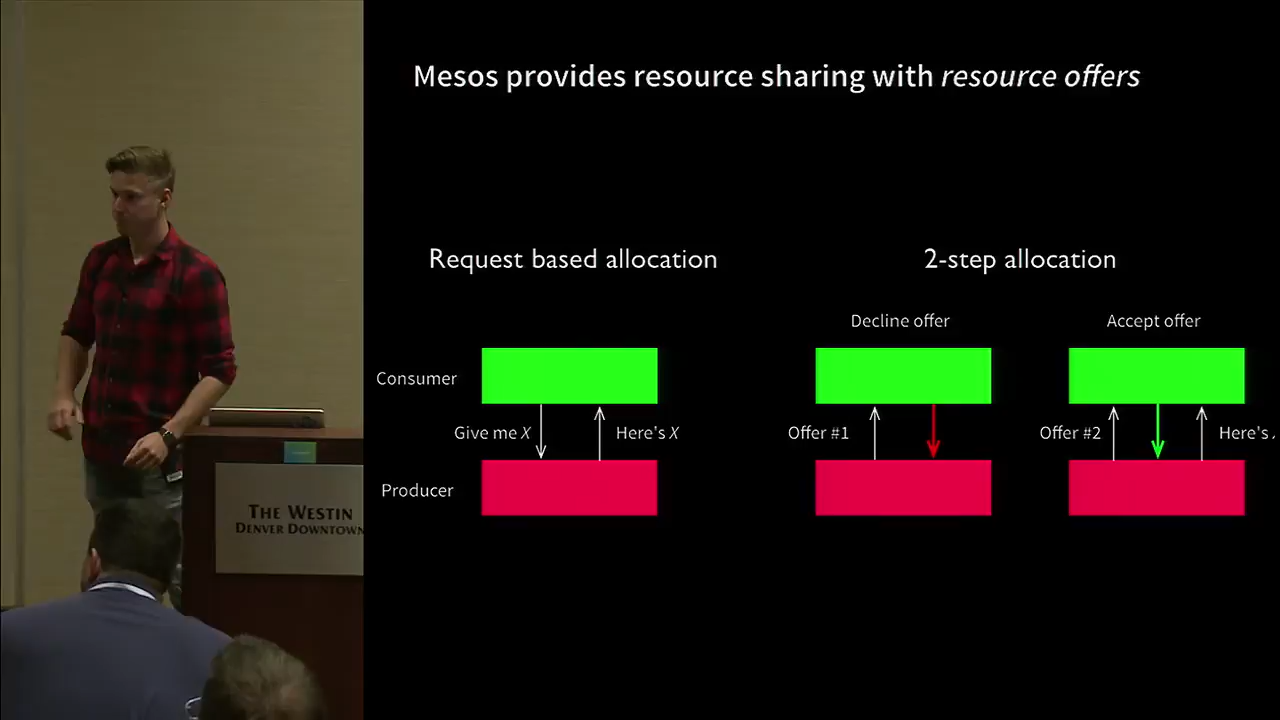 Mesos provides resource sharing with resource offers
Request based allocation
2-step allocation
Decline offer
Accept offer
Consumer
Give me X
Here's X
Offer #1
Offer #2
Here's
Producer
THE WESTIN
DENVER DOWNTOWN